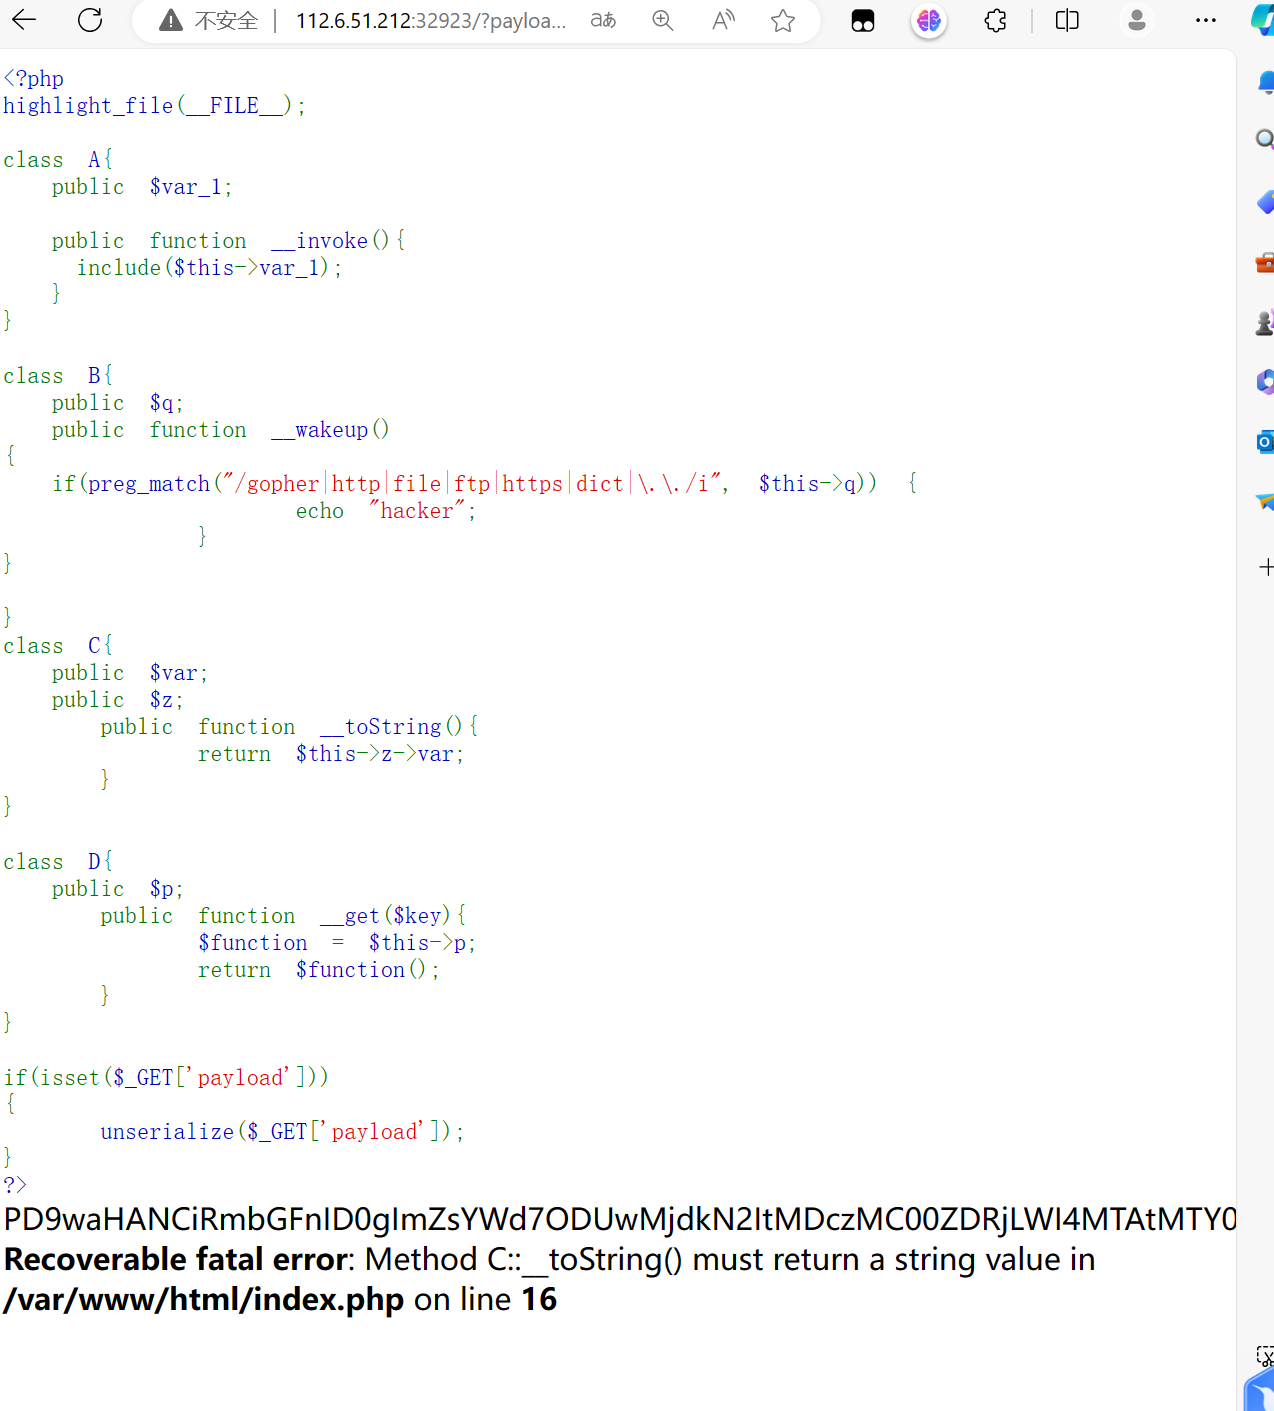 不安全 | 112.6.51.212:32923/?payloa... aあ A
<?php
highlight_file(__FILE__);
class A{
public $var_1;
public function __invoke(){
include($this->var_1);
}
}
class B{
public $q;
public function __wakeup()
{
if(preg_match("/gopher|http|file|ftp|https|dict|\.\./i", $this->q)) {
echo "hacker";
}
}
}
class C{
public $var;
public $z;
public function __toString(){
return $this->z->var;
}
}
class D{
public $p;
public function __get($key){
$function = $this->p;
return $function();
}
}
if(isset($_GET['payload']))
{
unserialize($_GET['payload']);
}
?>
PD9waHANCiRmbGFnID0gImZsYWd7ODUwMjdkN2ItMDczMC00ZDRjLWI4MTAtMTY0
Recoverable fatal error: Method C::__toString() must return a string value in
/var/www/html/index.php on line 16